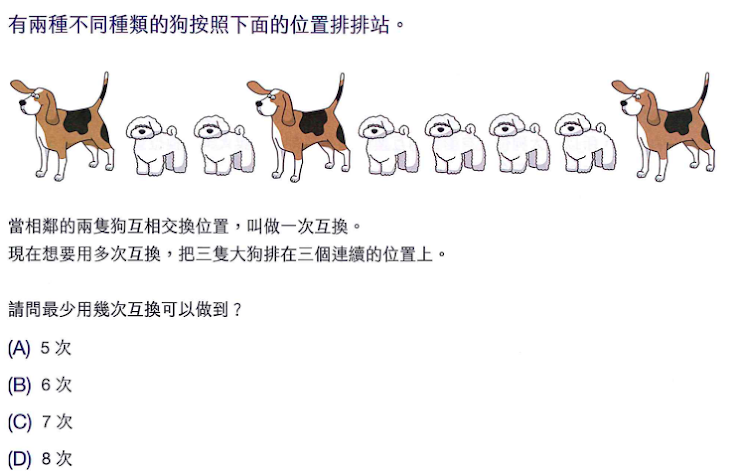 有兩種不同種類的狗按照下面的位置排排站。
當相鄰的兩隻狗互相交換位置，叫做一次互換。
現在想要用多次互換，把三隻大狗排在三個連續的位置上。
請問最少用幾次互換可以做到？
(A) 5 次
(B) 6 次
(C) 7 次
(D) 8 次